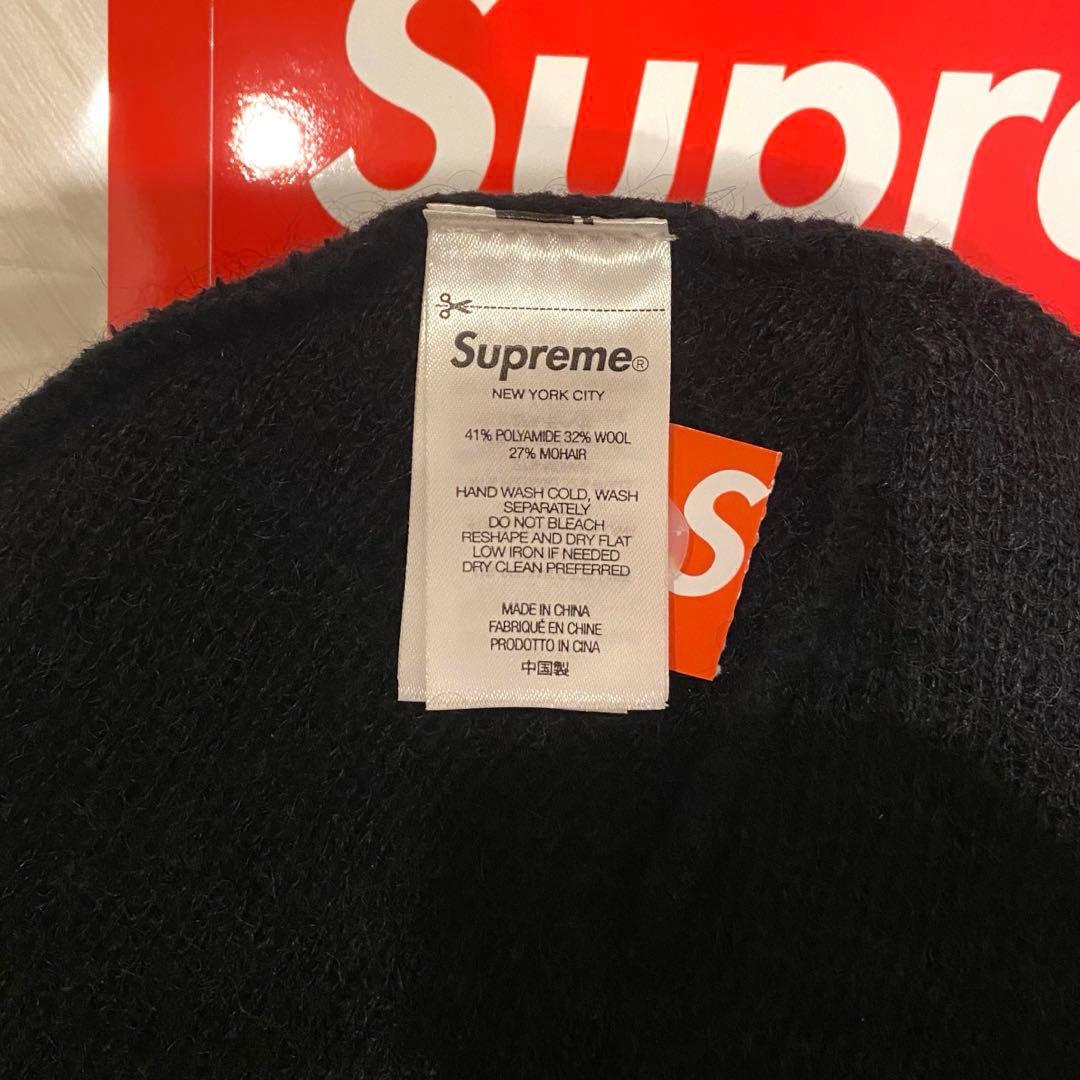 Supre
Supreme®
NEW YORK CITY
41% POLYAMIDE 32% WOOL
27% MOHAIR
HAND WASH COLD, WASH
SEPARATELY
DO NOT BLEACH
RESHAPE AND DRY FLAT
LOW IRON IF NEEDED
DRY CLEAN PREFERRED
MADE IN CHINA
FABRIQUÉ EN CHINE
PRODOTTO IN CINA
中国製
S